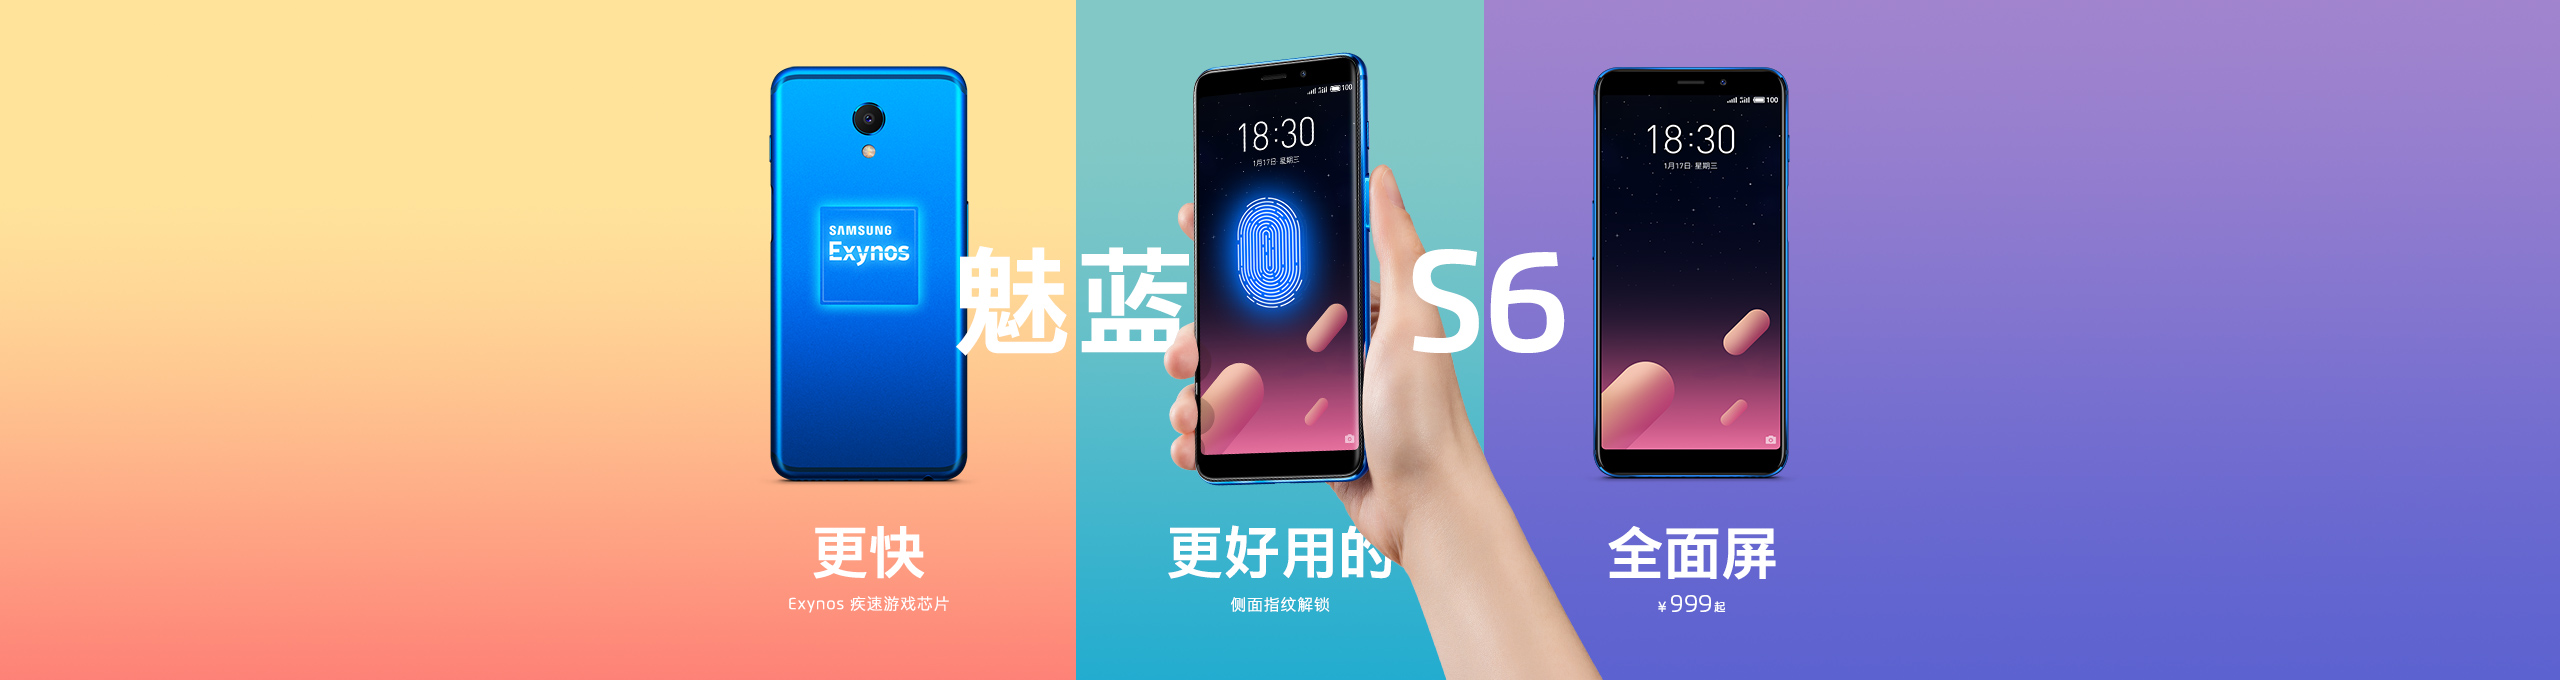 SAMSUNG
Exynos
100
18:30
1月17日 星期三
100
18:30
1月17日 星期三
魅蓝 S6
更快
Exynos 疾速游戏芯片
更好用的
侧面指纹解锁
全面屏
¥999起